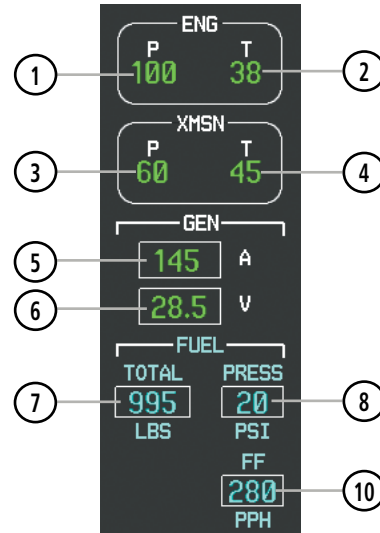 ENG
P T
1 100 38 2
XMSN
P T
3 60 45 4
GEN
5 145 A
6 28.5 V
FUEL
TOTAL PRESS
7 995 20 8
LBS PSI
FF
280 10
PPH